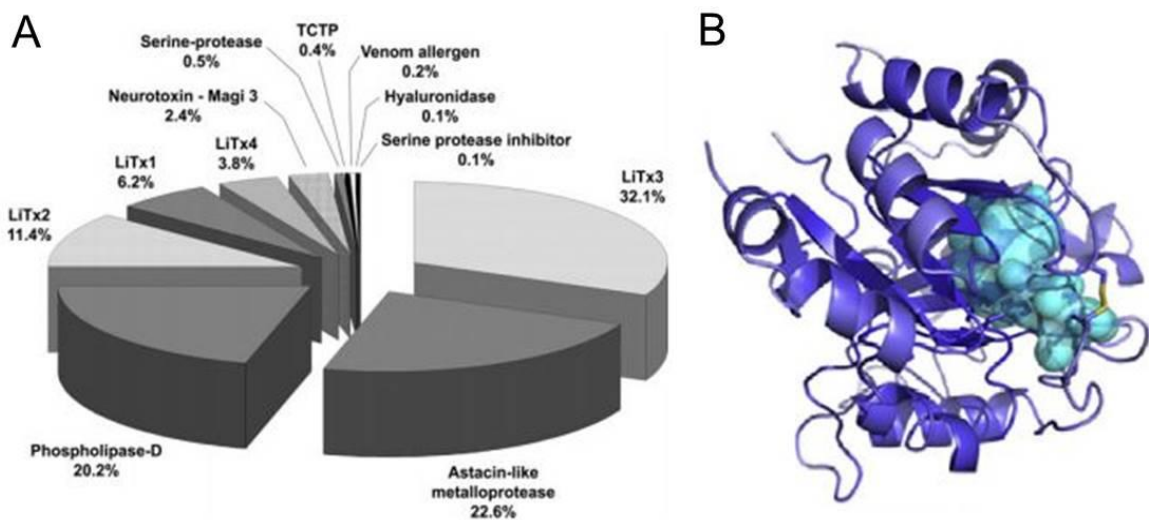 A
B
TCTP
0.4%
Serine-protease
0.5%
Venom allergen
0.2%
Neurotoxin - Magi 3
2.4%
Hyaluronidase
0.1%
LiTx4
3.8%
Serine protease inhibitor
0.1%
LiTx1
6.2%
LiTx3
32.1%
LiTx2
11.4%
Phospholipase-D
20.2%
Astacin-like
metalloprotease
22.6%